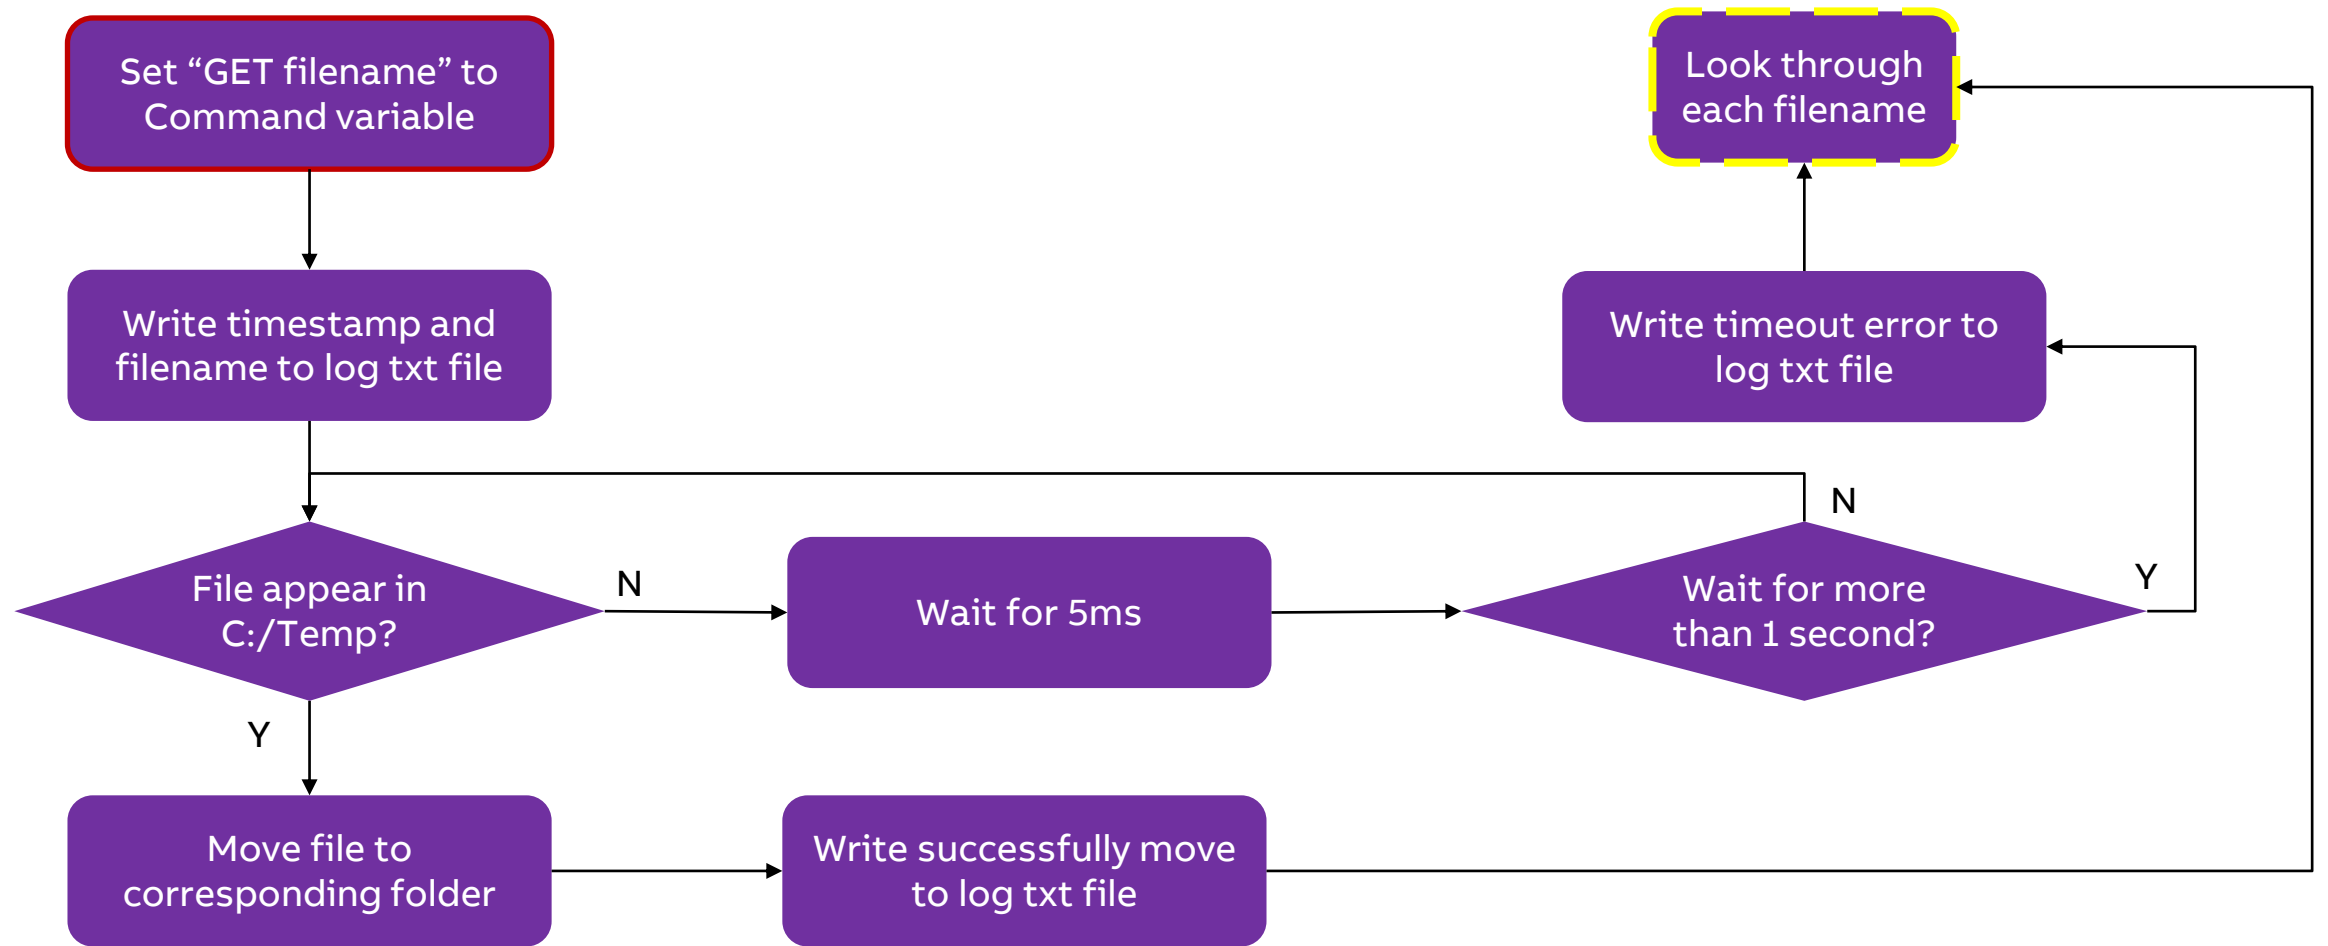 Set “GET filename” to
Command variable
Look through
each filename
Write timestamp and
filename to log txt file
Write timeout error to
log txt file
N
File appear in
C:/Temp?
N
Wait for 5ms
Wait for more
than 1 second?
Y
Y
Move file to
corresponding folder
Write successfully move
to log txt file